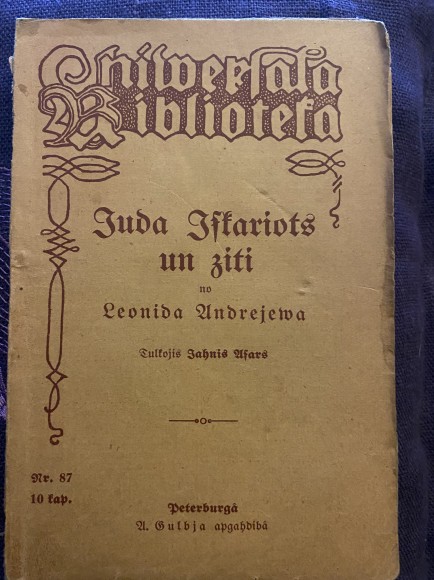 Uniwersala
Biblioteka
Juda Iſkariots
un ziti
no
Leonida Andrejewa
Tulkojis Jahnis Aſars
Nr. 87
10 kap.
Peterburgâ
A. Gulbja apgahdibâ